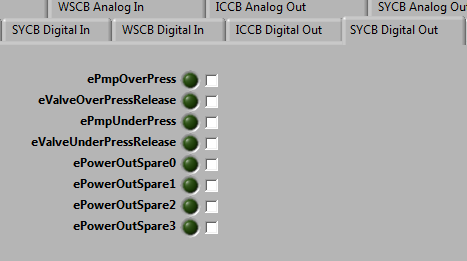 WSCB Analog In ICCB Analog Out SYCB Analog Out
SYCB Digital In WSCB Digital In ICCB Digital Out SYCB Digital Out
ePmpOverPress
eValveOverPressRelease
ePmpUnderPress
eValveUnderPressRelease
ePowerOutSpare0
ePowerOutSpare1
ePowerOutSpare2
ePowerOutSpare3